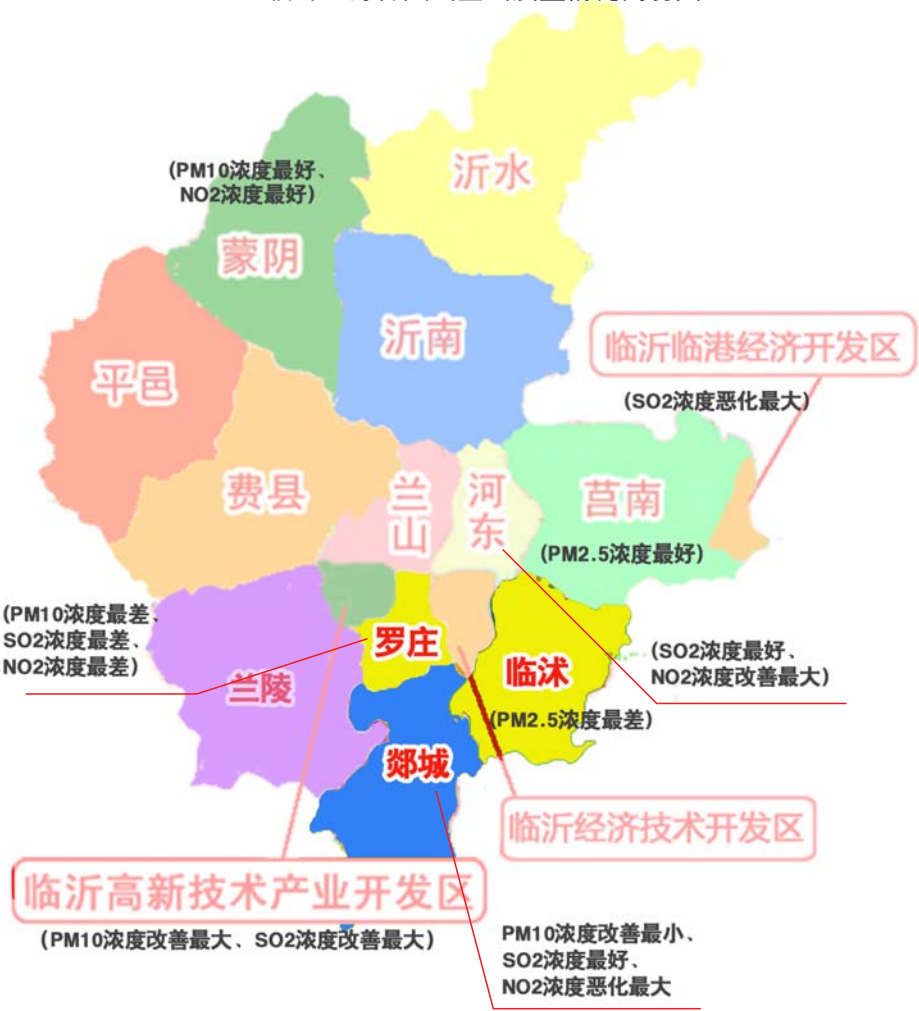 沂水
(PM10浓度最好、
NO2浓度最好)
蒙阴
沂南
临沂临港经济开发区
(SO2浓度恶化最大)
平邑
费县
兰山
河东
莒南
(PM2.5浓度最好)
(PM10浓度最差、
SO2浓度最差、
NO2浓度最差)
罗庄
临沭
(SO2浓度最好、
NO2浓度改善最大)
兰陵
(PM2.5浓度最差)
郯城
临沂经济技术开发区
临沂高新技术产业开发区
(PM10浓度改善最大、SO2浓度改善最大)
PM10浓度改善最小、
SO2浓度最好、
NO2浓度恶化最大